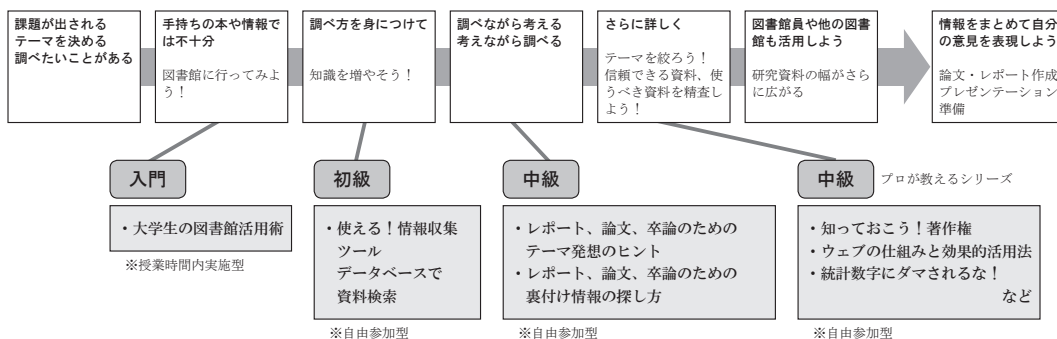 課題が出される
テーマを決める
調べたいことがある
手持ちの本や情報で
は不十分
図書館に行ってみよ
う！
調べ方を身につけて
知識を増やそう！
調べながら考える
考えながら調べる
さらに詳しく
テーマを絞ろう！
信頼できる資料、使
うべき資料を精査し
よう！
図書館員や他の図書
館も活用しよう
研究資料の幅がさら
に広がる
情報をまとめて自分
の意見を表現しよう
論文・レポート作成
プレゼンテーション
準備
入門
・大学生の図書館活用術
※授業時間内実施型
初級
・使える！情報収集
ツール
データベースで
資料検索
※自由参加型
中級
・レポート、論文、卒論のための
テーマ発想のヒント
・レポート、論文、卒論のための
裏付け情報の探し方
※自由参加型
中級 プロが教えるシリーズ
・知っておこう！著作権
・ウェブの仕組みと効果的活用法
・統計数字にダマされるな！
など
※自由参加型